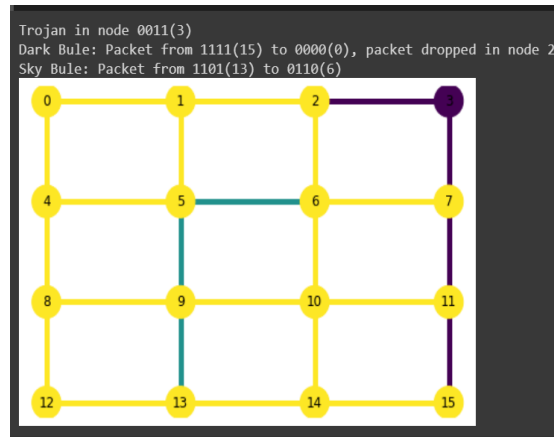 Trojan in node 0011(3)
Dark Bule: Packet from 1111(15) to 0000(0), packet dropped in node 2
Sky Bule: Packet from 1101(13) to 0110(6)
0 1 2 3
4 5 6 7
8 9 10 11
12 13 14 15